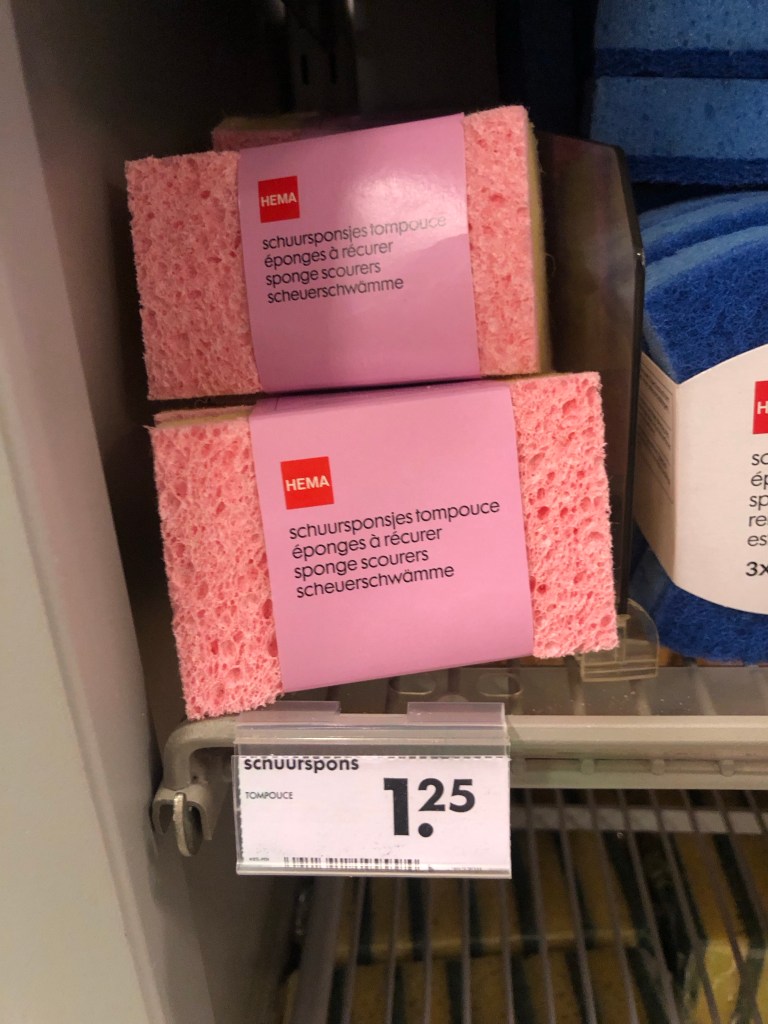 HEMA
schuursponsjes tompouce
éponges à récurer
sponge scourers
scheuerschwämme
HEMA
schuursponsjes tompouce
éponges à récurer
sponge scourers
scheuerschwämme
3x
schuurspons
TOMPOUCE
1.25